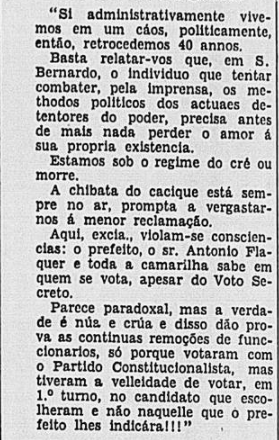 "Si administrativamente vive-
mos em um cáos, politicamente,
então, retrocedemos 40 annos.
Basta relatar-vos que, em S.
Bernardo, o individuo que tentar
combater, pela imprensa, os me-
thodos politicos dos actuaes de-
tentores do poder, precisa antes
de mais nada perder o amor á
sua propria existencia.
Estamos sob o regime do cré ou
morre.
A chibata do cacique está sem-
pre no ar, prompta a vergastar-
nos á menor reclamação.
Aqui, excia., violam-se conscien-
cias: o prefeito, o sr. Antonio Fla-
quer e toda a camarilha sabe em
quem se vota, apesar do Voto Se-
creto.
Parece paradoxal, mas a verda-
de é núa e crúa e disso dão pro-
va as continuas remoções de func-
cionarios, só porque votaram com
o Partido Constitucionalista, mas
tiveram a velleidade de votar, em
1.º turno, no candidato que esco-
lheram e não naquelle que o pre-
feito lhes indicára!!!"